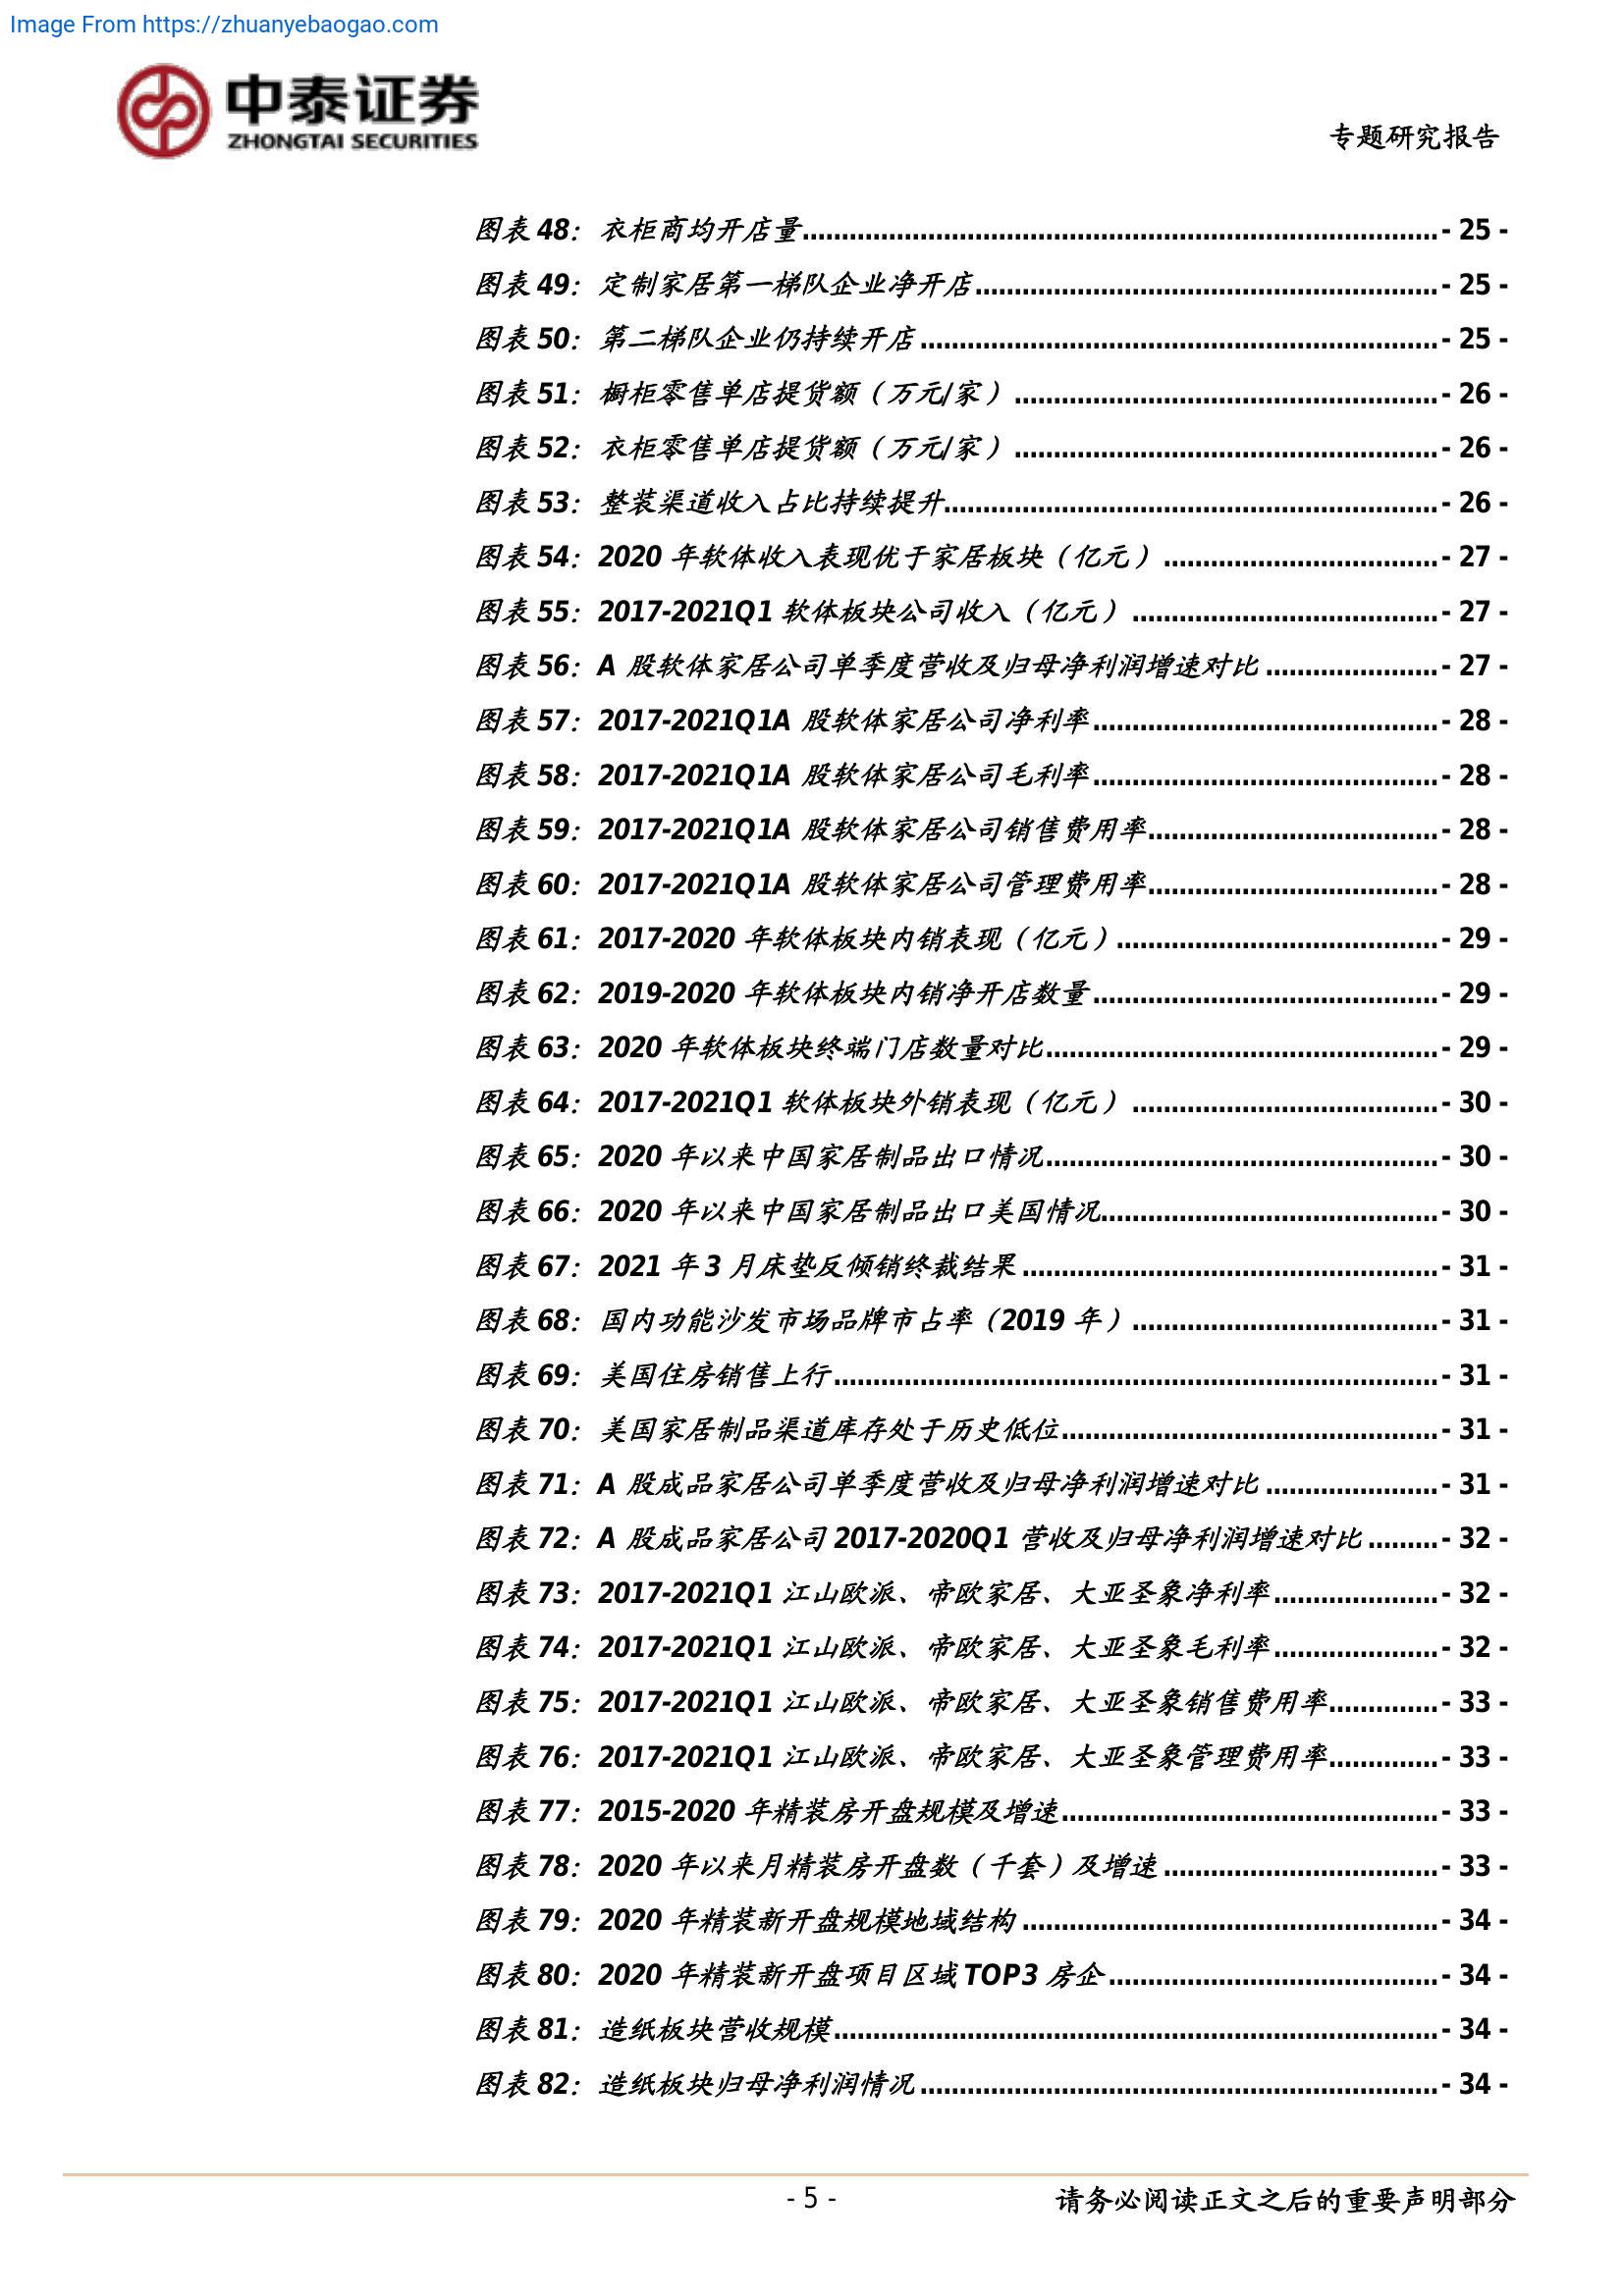 Image From https://zhuanyebaogao.com
中泰证券
ZHONGTAI SECURITIES
专题研究报告
图表 48：衣柜商均开店量 - 25 -
图表 49：定制家居第一梯队企业净开店 - 25 -
图表 50：第二梯队企业仍持续开店 - 25 -
图表 51：橱柜零售单店提货额（万元/家） - 26 -
图表 52：衣柜零售单店提货额（万元/家） - 26 -
图表 53：整装渠道收入占比持续提升 - 26 -
图表 54：2020 年软体收入表现优于家居板块（亿元） - 27 -
图表 55：2017-2021Q1 软体板块公司收入（亿元） - 27 -
图表 56：A 股软体家居公司单季度营收及归母净利润增速对比 - 27 -
图表 57：2017-2021Q1A 股软体家居公司净利率 - 28 -
图表 58：2017-2021Q1A 股软体家居公司毛利率 - 28 -
图表 59：2017-2021Q1A 股软体家居公司销售费用率 - 28 -
图表 60：2017-2021Q1A 股软体家居公司管理费用率 - 28 -
图表 61：2017-2020 年软体板块内销表现（亿元） - 29 -
图表 62：2019-2020 年软体板块内销净开店数量 - 29 -
图表 63：2020 年软体板块终端门店数量对比 - 29 -
图表 64：2017-2021Q1 软体板块外销表现（亿元） - 30 -
图表 65：2020 年以来中国家居制品出口情况 - 30 -
图表 66：2020 年以来中国家居制品出口美国情况 - 30 -
图表 67：2021 年 3 月床垫反倾销终裁结果 - 31 -
图表 68：国内功能沙发市场品牌市占率（2019 年） - 31 -
图表 69：美国住房销售上行 - 31 -
图表 70：美国家居制品渠道库存处于历史低位 - 31 -
图表 71：A 股成品家居公司单季度营收及归母净利润增速对比 - 31 -
图表 72：A 股成品家居公司 2017-2020Q1 营收及归母净利润增速对比 - 32 -
图表 73：2017-2021Q1 江山欧派、帝欧家居、大亚圣象净利率 - 32 -
图表 74：2017-2021Q1 江山欧派、帝欧家居、大亚圣象毛利率 - 32 -
图表 75：2017-2021Q1 江山欧派、帝欧家居、大亚圣象销售费用率 - 33 -
图表 76：2017-2021Q1 江山欧派、帝欧家居、大亚圣象管理费用率 - 33 -
图表 77：2015-2020 年精装房开盘规模及增速 - 33 -
图表 78：2020 年以来月精装房开盘数（千套）及增速 - 33 -
图表 79：2020 年精装新开盘规模地域结构 - 34 -
图表 80：2020 年精装新开盘项目区域 TOP3 房企 - 34 -
图表 81：造纸板块营收规模 - 34 -
图表 82：造纸板块归母净利润情况 - 34 -
- 5 -
请务必阅读正文之后的重要声明部分